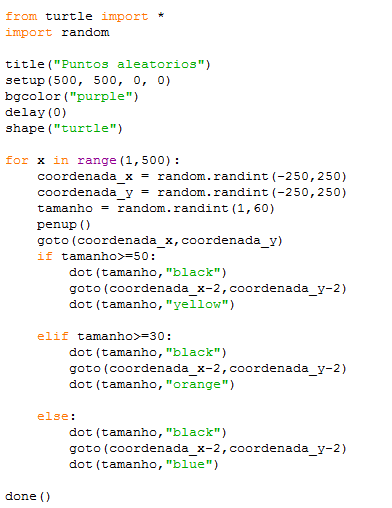 from turtle import *
import random
title("Puntos aleatorios")
setup(500, 500, 0, 0)
bgcolor("purple")
delay(0)
shape("turtle")
for x in range(1,500):
    coordenada_x = random.randint(-250,250)
    coordenada_y = random.randint(-250,250)
    tamanho = random.randint(1,60)
    penup()
    goto(coordenada_x,coordenada_y)
    if tamanho>=50:
        dot(tamanho,"black")
        goto(coordenada_x-2,coordenada_y-2)
        dot(tamanho,"yellow")
    elif tamanho>=30:
        dot(tamanho,"black")
        goto(coordenada_x-2,coordenada_y-2)
        dot(tamanho,"orange")
    else:
        dot(tamanho,"black")
        goto(coordenada_x-2,coordenada_y-2)
        dot(tamanho,"blue")
done()